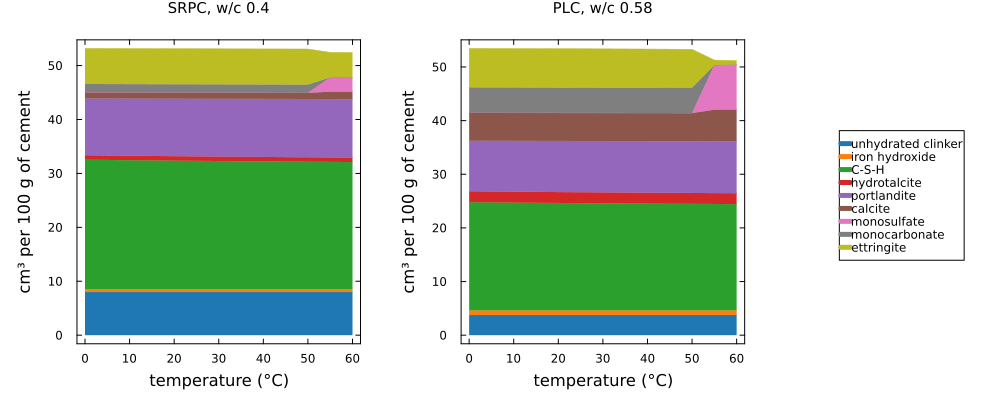 SRPC, w/c 0.4
cm³ per 100 g of cement
50
40
30
20
10
0
0 10 20 30 40 50 60
temperature (°C)
PLC, w/c 0.58
cm³ per 100 g of cement
50
40
30
20
10
0
0 10 20 30 40 50 60
temperature (°C)
unhydrated clinker
iron hydroxide
C-S-H
hydrotalcite
portlandite
calcite
monosulfate
monocarbonate
ettringite